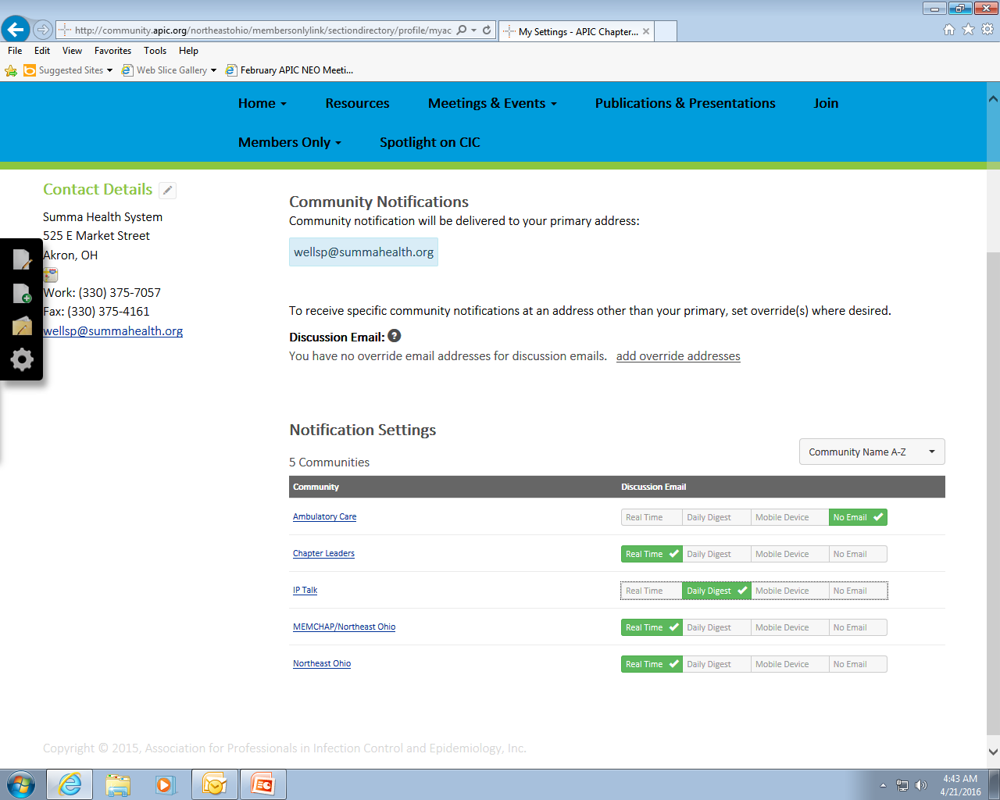 http://community.apic.org/northeastohio/membersonlylink/sectiondirectory/profile/myac
My Settings - APIC Chapter...
File Edit View Favorites Tools Help
Suggested Sites Web Slice Gallery February APIC NEO Meeti...
Home Resources Meetings & Events Publications & Presentations Join
Members Only Spotlight on CIC
Contact Details
Summa Health System
525 E Market Street
Akron, OH
Work: (330) 375-7057
Fax: (330) 375-4161
wellsp@summahealth.org
Community Notifications
Community notification will be delivered to your primary address:
wellsp@summahealth.org
To receive specific community notifications at an address other than your primary, set override(s) where desired.
Discussion Email: ?
You have no override email addresses for discussion emails. add override addresses
Notification Settings
Community Name A-Z
5 Communities
Community Discussion Email
Ambulatory Care Real Time Daily Digest Mobile Device No Email
Chapter Leaders Real Time Daily Digest Mobile Device No Email
IP Talk Real Time Daily Digest Mobile Device No Email
MEMCHAP/Northeast Ohio Real Time Daily Digest Mobile Device No Email
Northeast Ohio Real Time Daily Digest Mobile Device No Email
Copyright © 2015, Association for Professionals in Infection Control and Epidemiology, Inc.
4:43 AM
4/21/2016